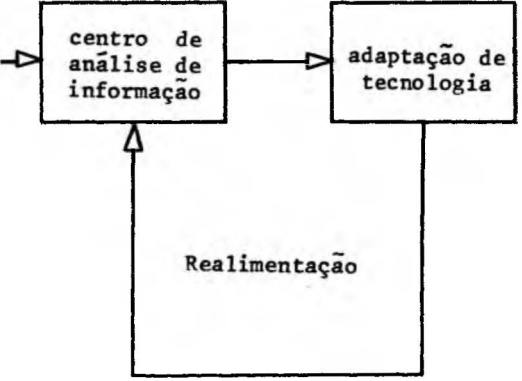 centro de
análise de
informação
adaptação de
tecnologia
Realimentação